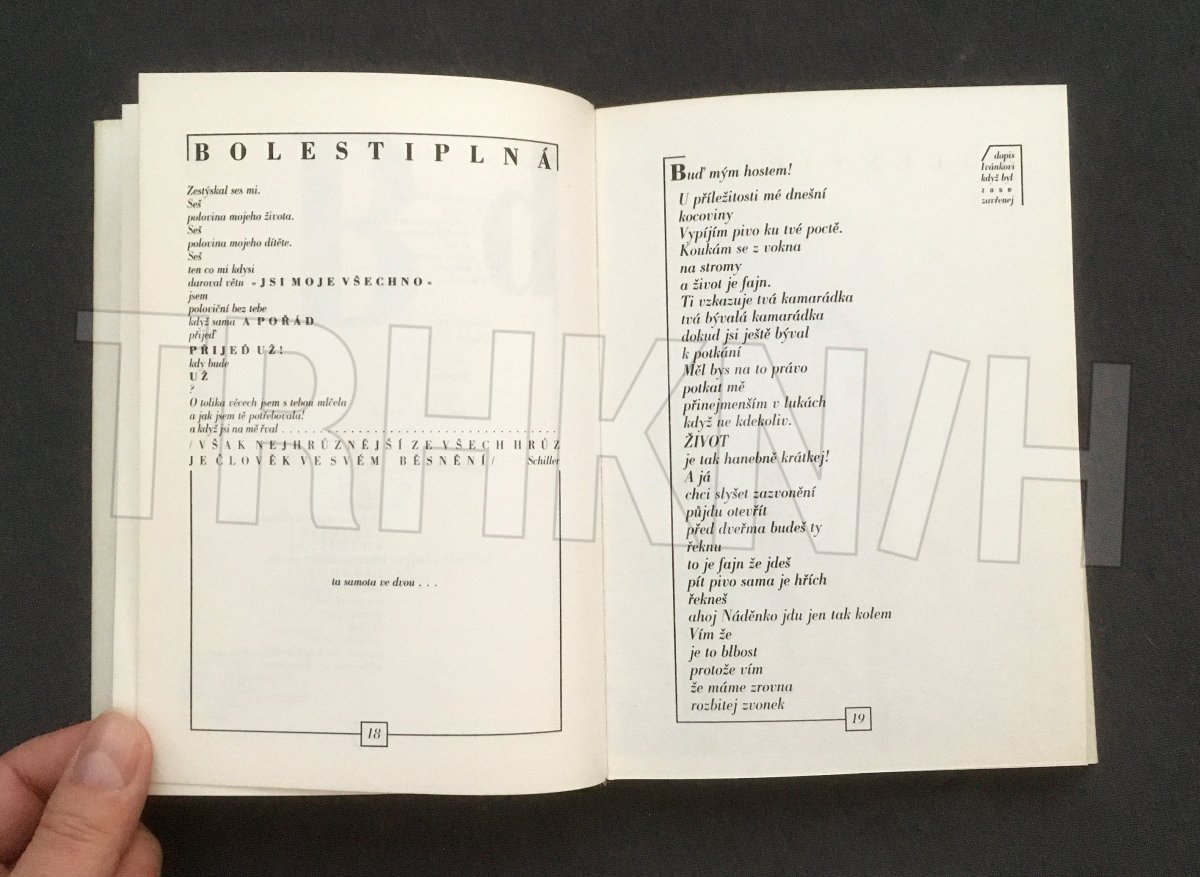 BOLESTIPLNÁ
Zestýskal ses mi.
Seš
polovina mojeho života.
Seš
polovina mojeho dítěte.
Seš
ten co mi kdysi
daroval větu »JSI MOJE VŠECHNO«
jsem
poloviční bez tebe
když sama A POŘÁD
přijeď
PŘIJEĎ UŽ!
kdy bude
UŽ
?
O tolika věcech jsem s tebou mlčela
a jak jsem tě potřebovala!
a když jsi na mě řval . . . . . . . . . . . . . . . . . . . . . . . . . . . . . . . . . . . . . . . .
/VŠAK NEJHRŮZNĚJŠÍ ZE VŠECH HRŮZ
JE ČLOVĚK VE SVÉM BĚSNĚNÍ/ Schiller
ta samota ve dvou . . .
18
Buď mým hostem!
/ dopis
Ivánkovi
když byl
zase
zavřenej
U příležitosti mé dnešní
kocoviny
Vypíjím pivo ku tvé poctě.
Koukám se z vokna
na stromy
a život je fajn.
Ti vzkazuje tvá kamarádka
tvá bývalá kamarádka
dokud jsi ještě býval
k potkání
Měl bys na to právo
potkat mě
přinejmenším v lukách
když ne kdekoliv.
ŽIVOT
je tak hanebně krátkej!
A já
chci slyšet zazvonění
půjdu otevřít
před dveřma budeš ty
řeknu
to je fajn že jdeš
pít pivo sama je hřích
řekneš
ahoj Náděnko jdu jen tak kolem
Vím že
je to blbost
protože vím
že máme zrovna
rozbitej zvonek
19
TRHKNIH